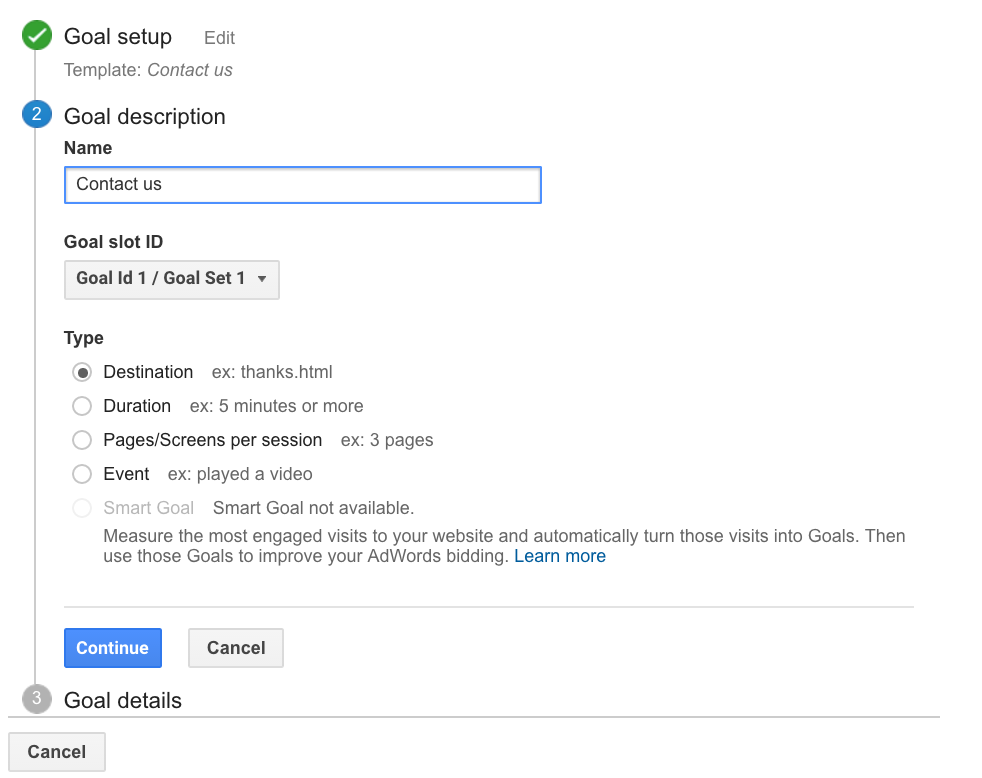 Goal setup Edit
Template: Contact us
2 Goal description
Name
Contact us
Goal slot ID
Goal Id 1 / Goal Set 1
Type
Destination ex: thanks.html
Duration ex: 5 minutes or more
Pages/Screens per session ex: 3 pages
Event ex: played a video
Smart Goal Smart Goal not available.
Measure the most engaged visits to your website and automatically turn those visits into Goals. Then
use those Goals to improve your AdWords bidding. Learn more
Continue Cancel
3 Goal details
Cancel